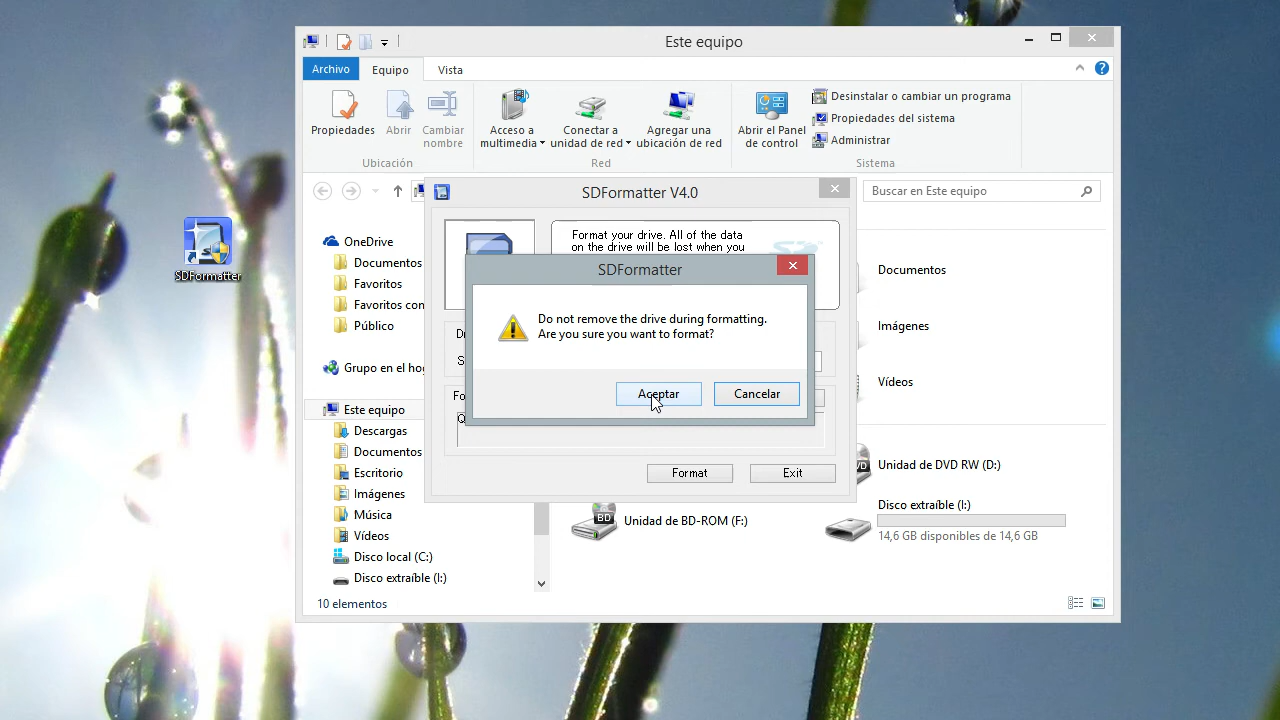 Este equipo
Archivo
Equipo
Vista
Propiedades
Abrir
Cambiar
nombre
Ubicación
Acceso a
multimedia
Conectar a
unidad de red
Agregar una
ubicación de red
Red
Abrir el Panel
de control
Desinstalar o cambiar un programa
Propiedades del sistema
Administrar
Sistema
Buscar en Este equipo
SDFormatter V4.0
Format your drive. All of the data
on the drive will be lost when you
SDFormatter
Do not remove the drive during formatting.
Are you sure you want to format?
Aceptar
Cancelar
Format
Exit
SDFormatter
OneDrive
Documentos
Favoritos
Favoritos con
Público
Grupo en el
Este equipo
Descargas
Documentos
Escritorio
Imágenes
Música
Vídeos
Disco local (C:)
Disco extraíble (I:)
Documentos
Imágenes
Vídeos
Unidad de DVD RW (D:)
BD
Unidad de BD-ROM (F:)
Disco extraíble (I:)
14,6 GB disponibles de 14,6 GB
10 elementos